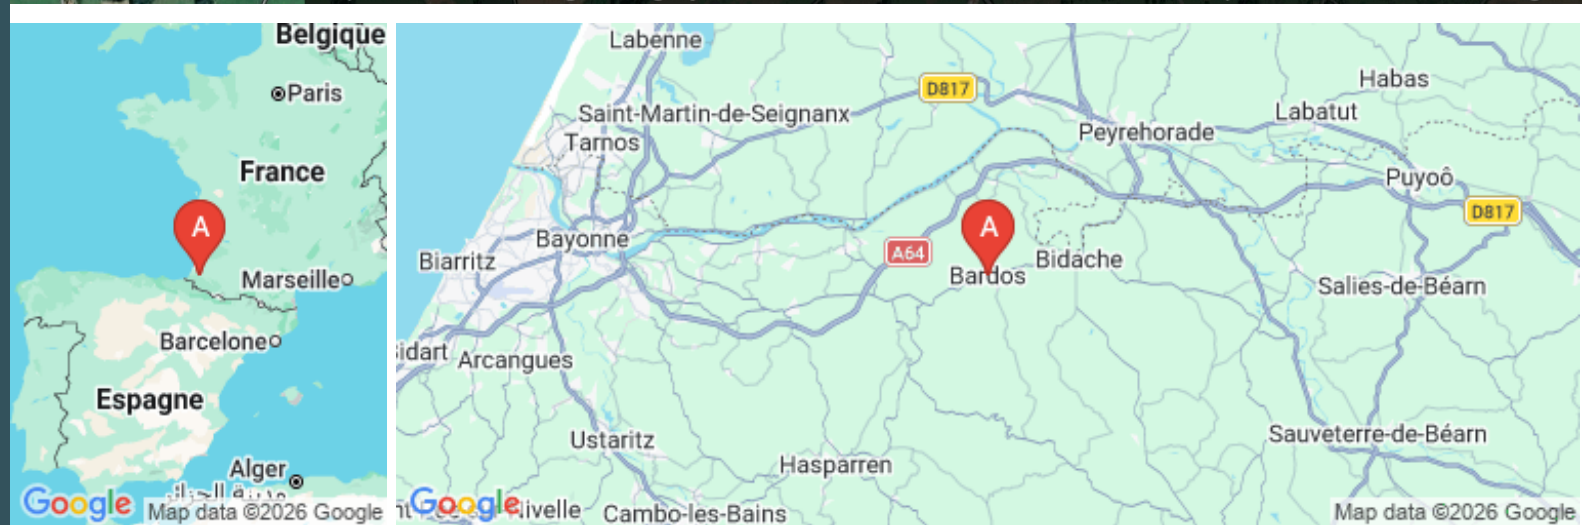 Belgique
Paris
France
A
Marseille
Barcelone
Espagne
Alger
Google
Map data ©2026 Google
Labenne
D817
Habas
Saint-Martin-de-Seignanx
Labatut
Tarnos
Peyrehorade
Puyoô
D817
A
Bayonne
A64
Biarritz
Bidache
Bardos
Salies-de-Béarn
idart
Arcangues
Ustaritz
Sauveterre-de-Béarn
Hasparren
Google
ivelle
Cambo-les-Bains
Map data ©2026 Google